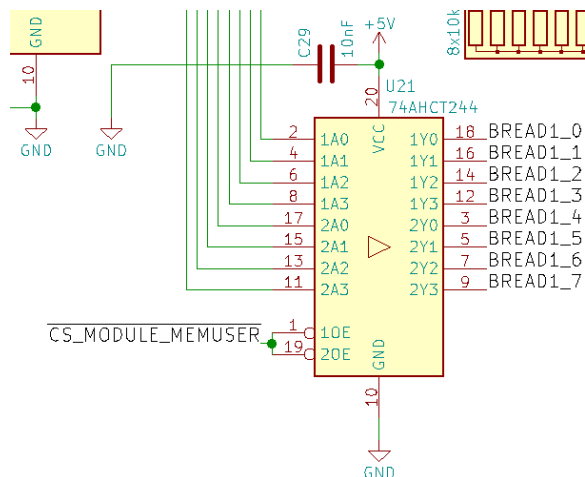 GND
10
GND
GND
C29
10nF
+5V
8x10k
U21
74AHCT244
20
VCC
2 1A0 1Y0 18 BREAD1_0
4 1A1 1Y1 16 BREAD1_1
6 1A2 1Y2 14 BREAD1_2
8 1A3 1Y3 12 BREAD1_3
17 2A0 2Y0 3 BREAD1_4
15 2A1 2Y1 5 BREAD1_5
13 2A2 2Y2 7 BREAD1_6
11 2A3 2Y3 9 BREAD1_7
CS_MODULE_MEMUSER
1 1OE
19 2OE
GND
10
GND